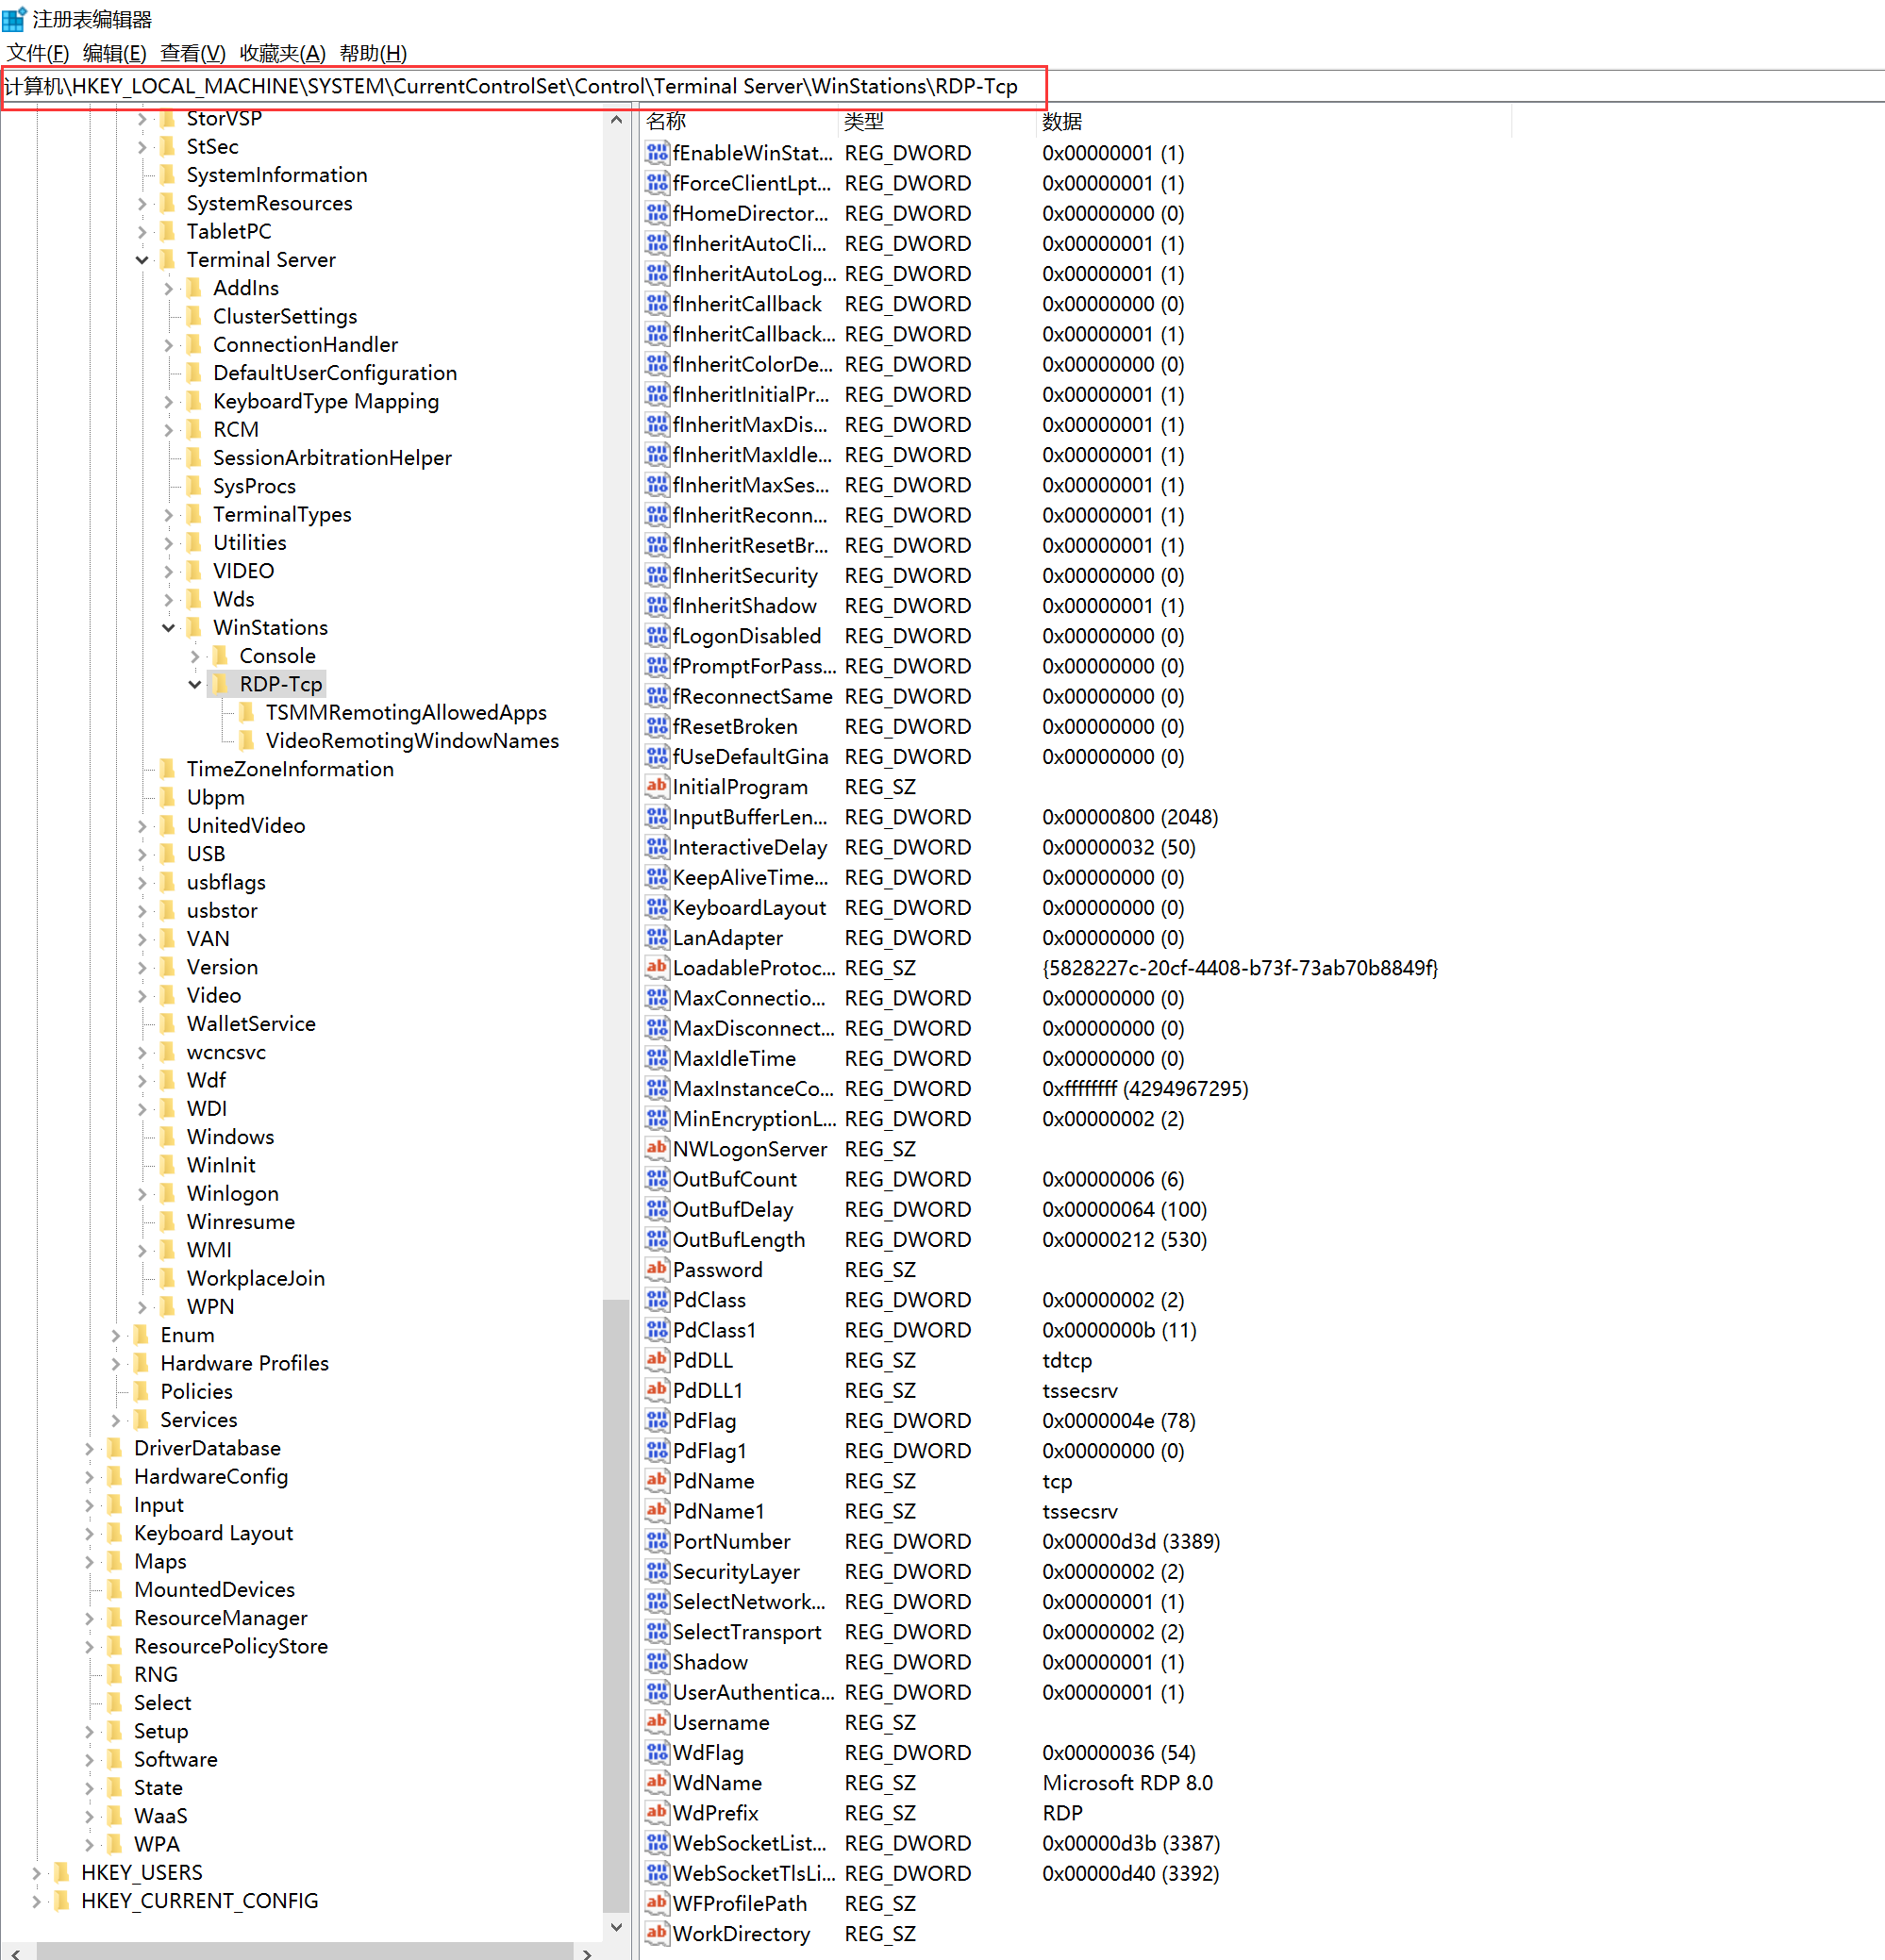 注册表编辑器
文件(F) 编辑(E) 查看(V) 收藏夹(A) 帮助(H)
计算机\HKEY_LOCAL_MACHINE\SYSTEM\CurrentControlSet\Control\Terminal Server\WinStations\RDP-Tcp
StorVSP
StSec
SystemInformation
SystemResources
TabletPC
Terminal Server
AddIns
ClusterSettings
ConnectionHandler
DefaultUserConfiguration
KeyboardType Mapping
RCM
SessionArbitrationHelper
SysProcs
TerminalTypes
Utilities
VIDEO
Wds
WinStations
Console
RDP-Tcp
TSMMRemotingAllowedApps
VideoRemotingWindowNames
TimeZoneInformation
Ubpm
UnitedVideo
USB
usbflags
usbstor
VAN
Version
Video
WalletService
wcncsvc
Wdf
WDI
Windows
WinInit
Winlogon
Winresume
WMI
WorkplaceJoin
WPN
Enum
Hardware Profiles
Policies
Services
DriverDatabase
HardwareConfig
Input
Keyboard Layout
Maps
MountedDevices
ResourceManager
ResourcePolicyStore
RNG
Select
Setup
Software
State
WaaS
WPA
HKEY_USERS
HKEY_CURRENT_CONFIG
名称 类型 数据
fEnableWinStat... REG_DWORD 0x00000001 (1)
fForceClientLpt... REG_DWORD 0x00000001 (1)
fHomeDirector... REG_DWORD 0x00000000 (0)
fInheritAutoCli... REG_DWORD 0x00000001 (1)
fInheritAutoLog... REG_DWORD 0x00000001 (1)
fInheritCallback REG_DWORD 0x00000000 (0)
fInheritCallback... REG_DWORD 0x00000001 (1)
fInheritColorDe... REG_DWORD 0x00000000 (0)
fInheritInitialPr... REG_DWORD 0x00000001 (1)
fInheritMaxDis... REG_DWORD 0x00000001 (1)
fInheritMaxIdle... REG_DWORD 0x00000001 (1)
fInheritMaxSes... REG_DWORD 0x00000001 (1)
fInheritReconn... REG_DWORD 0x00000001 (1)
fInheritResetBr... REG_DWORD 0x00000001 (1)
fInheritSecurity REG_DWORD 0x00000000 (0)
fInheritShadow REG_DWORD 0x00000001 (1)
fLogonDisabled REG_DWORD 0x00000000 (0)
fPromptForPass... REG_DWORD 0x00000000 (0)
fReconnectSame REG_DWORD 0x00000000 (0)
fResetBroken REG_DWORD 0x00000000 (0)
fUseDefaultGina REG_DWORD 0x00000000 (0)
InitialProgram REG_SZ
InputBufferLen... REG_DWORD 0x00000800 (2048)
InteractiveDelay REG_DWORD 0x00000032 (50)
KeepAliveTime... REG_DWORD 0x00000000 (0)
KeyboardLayout REG_DWORD 0x00000000 (0)
LanAdapter REG_DWORD 0x00000000 (0)
LoadableProtoc... REG_SZ {5828227c-20cf-4408-b73f-73ab70b8849f}
MaxConnectio... REG_DWORD 0x00000000 (0)
MaxDisconnect... REG_DWORD 0x00000000 (0)
MaxIdleTime REG_DWORD 0x00000000 (0)
MaxInstanceCo... REG_DWORD 0xffffffff (4294967295)
MinEncryptionL... REG_DWORD 0x00000002 (2)
NWLogonServer REG_SZ
OutBufCount REG_DWORD 0x00000006 (6)
OutBufDelay REG_DWORD 0x00000064 (100)
OutBufLength REG_DWORD 0x00000212 (530)
Password REG_SZ
PdClass REG_DWORD 0x00000002 (2)
PdClass1 REG_DWORD 0x0000000b (11)
PdDLL REG_SZ tdtcp
PdDLL1 REG_SZ tssecsrv
PdFlag REG_DWORD 0x0000004e (78)
PdFlag1 REG_DWORD 0x00000000 (0)
PdName REG_SZ tcp
PdName1 REG_SZ tssecsrv
PortNumber REG_DWORD 0x00000d3d (3389)
SecurityLayer REG_DWORD 0x00000002 (2)
SelectNetwork... REG_DWORD 0x00000001 (1)
SelectTransport REG_DWORD 0x00000002 (2)
Shadow REG_DWORD 0x00000001 (1)
UserAuthentica... REG_DWORD 0x00000001 (1)
Username REG_SZ
WdFlag REG_DWORD 0x00000036 (54)
WdName REG_SZ Microsoft RDP 8.0
WdPrefix REG_SZ RDP
WebSocketList... REG_DWORD 0x00000d3b (3387)
WebSocketTlsLi... REG_DWORD 0x00000d40 (3392)
WFProfilePath REG_SZ
WorkDirectory REG_SZ